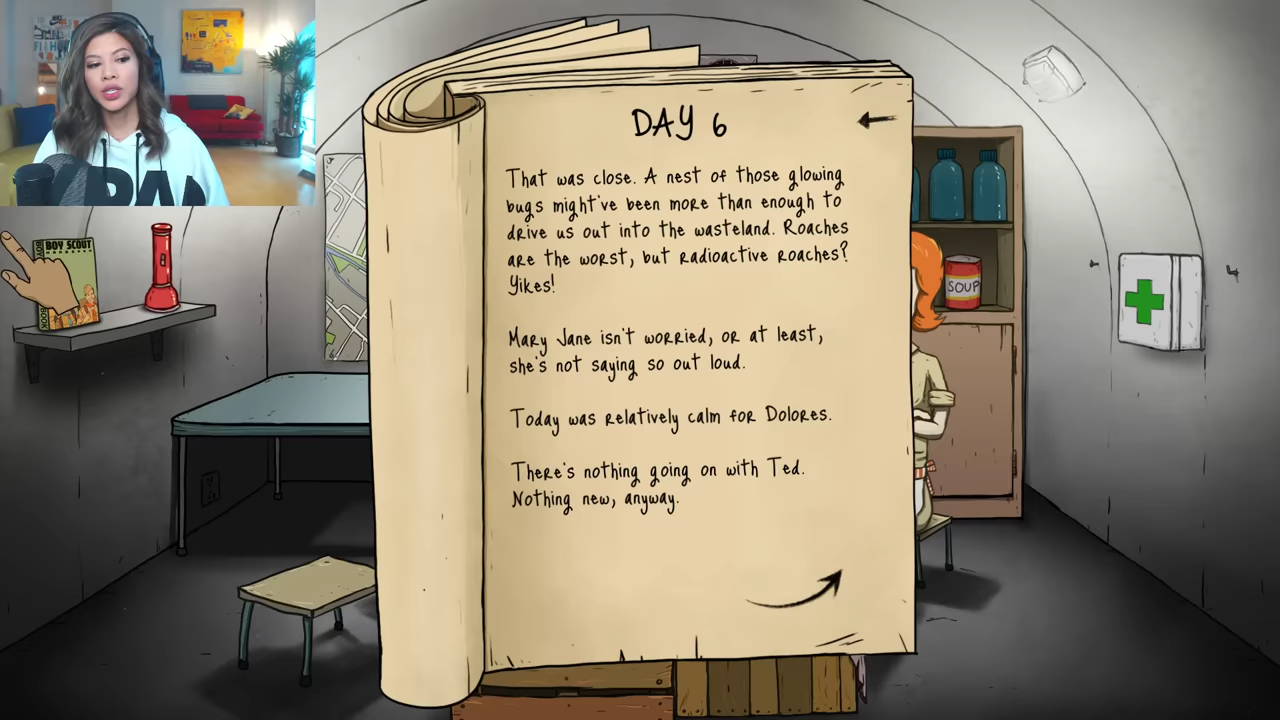 DAY 6
That was close. A nest of those glowing
bugs might've been more than enough to
drive us out into the wasteland. Roaches
are the worst, but radioactive roaches?
Yikes!
Mary Jane isn't worried, or at least,
she's not saying so out loud.
Today was relatively calm for Dolores.
There's nothing going on with Ted.
Nothing new, anyway.
BOY SCOUT
SOUP